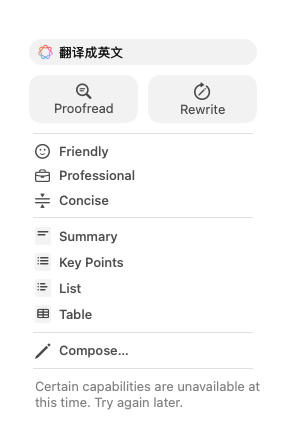 翻译成英文
Proofread
Rewrite
Friendly
Professional
Concise
Summary
Key Points
List
Table
Compose...
Certain capabilities are unavailable at
this time. Try again later.